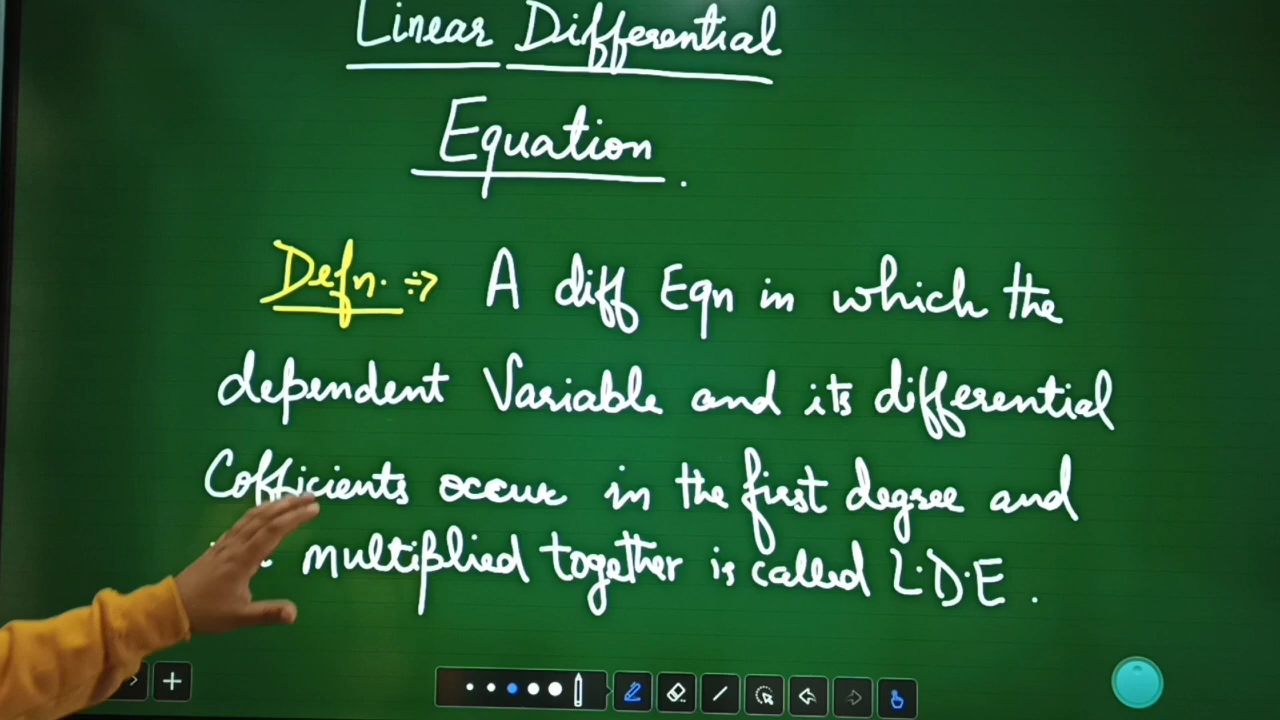 Linear Differential
Equation.
Defn. ÷→ A diff Eqn in which the
dependent Variable and its differential
Cofficients occur in the first degree and
multiplied together is called L.D.E.